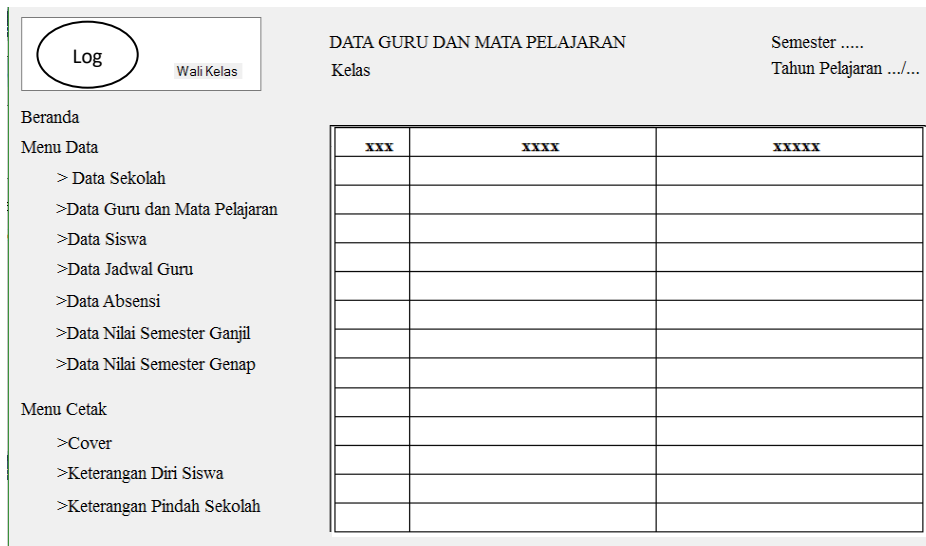 Log
Wali Kelas
DATA GURU DAN MATA PELAJARAN
Kelas
Semester .....
Tahun Pelajaran .../...
Beranda
Menu Data
> Data Sekolah
>Data Guru dan Mata Pelajaran
>Data Siswa
>Data Jadwal Guru
>Data Absensi
>Data Nilai Semester Ganjil
>Data Nilai Semester Genap
Menu Cetak
>Cover
>Keterangan Diri Siswa
>Keterangan Pindah Sekolah
xxx xxxx xxxxx